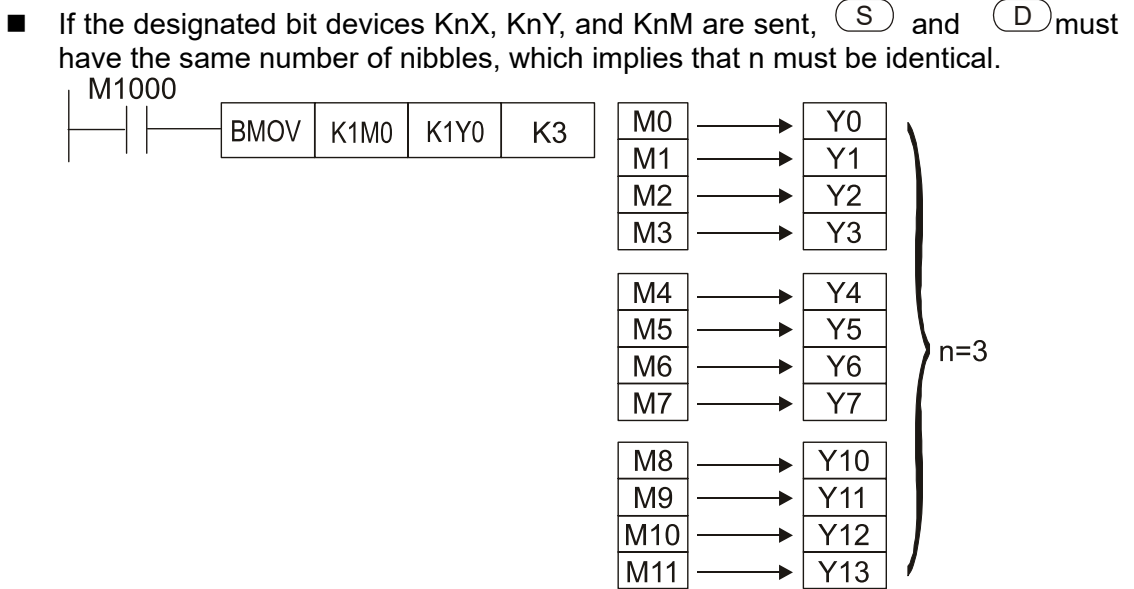 ■ If the designated bit devices KnX, KnY, and KnM are sent, S and D must
have the same number of nibbles, which implies that n must be identical.
M1000
BMOV K1M0 K1Y0 K3
M0 Y0
M1 Y1
M2 Y2
M3 Y3
M4 Y4
M5 Y5
M6 Y6
M7 Y7
n=3
M8 Y10
M9 Y11
M10 Y12
M11 Y13